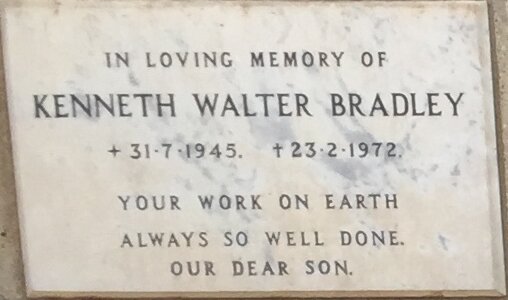 IN LOVING MEMORY OF
KENNETH WALTER BRADLEY
+ 31·7·1945. †23·2·1972.
YOUR WORK ON EARTH
ALWAYS SO WELL DONE.
OUR DEAR SON.